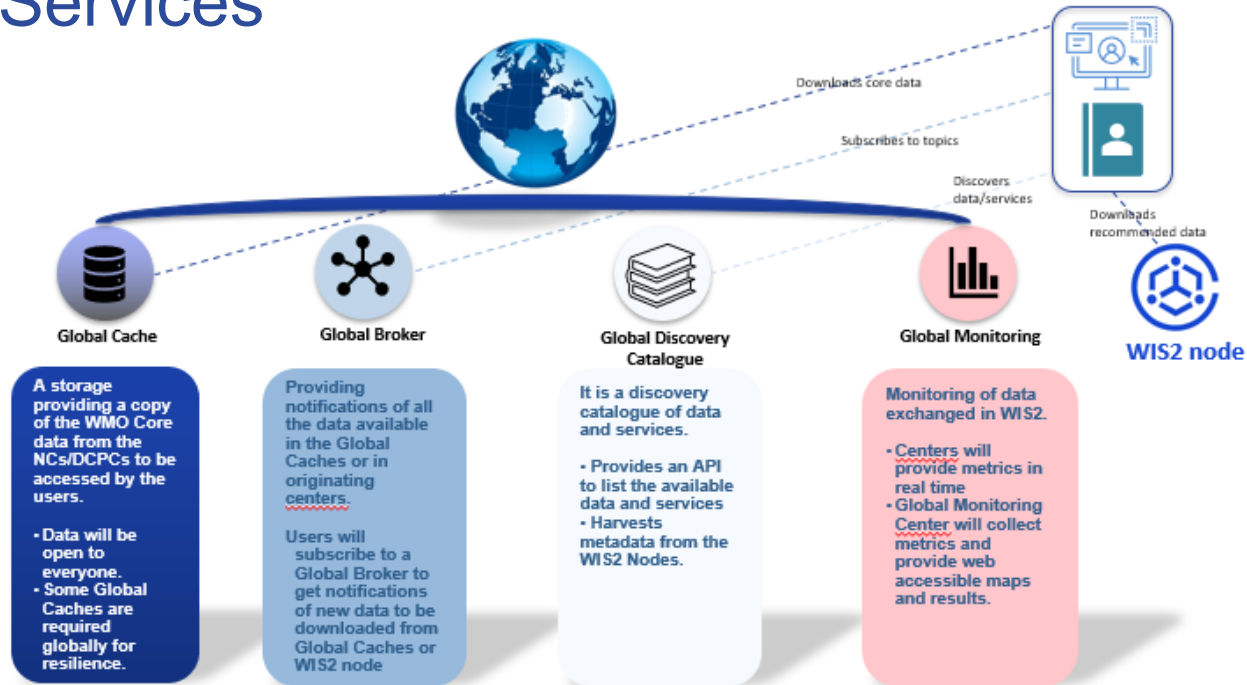 Services
Downloads core data
Subscribes to topics
Discovers
data/services
Downloads
recommended data
WIS2 node
Global Cache
A storage
providing a copy
of the WMO Core
data from the
NCs/DCPCs to be
accessed by the
users.
• Data will be
open to
everyone.
• Some Global
Caches are
required
globally for
resilience.
Global Broker
Providing
notifications of all
the data available
in the Global
Caches or in
originating
centers.
Users will
subscribe to a
Global Broker to
get notifications
of new data to be
downloaded from
Global Caches or
WIS2 node
Global Discovery
Catalogue
It is a discovery
catalogue of data
and services.
• Provides an API
to list the available
data and services
• Harvests
metadata from the
WIS2 Nodes.
Global Monitoring
Monitoring of data
exchanged in WIS2.
• Centers will
provide metrics in
real time
• Global Monitoring
Center will collect
metrics and
provide web
accessible maps
and results.